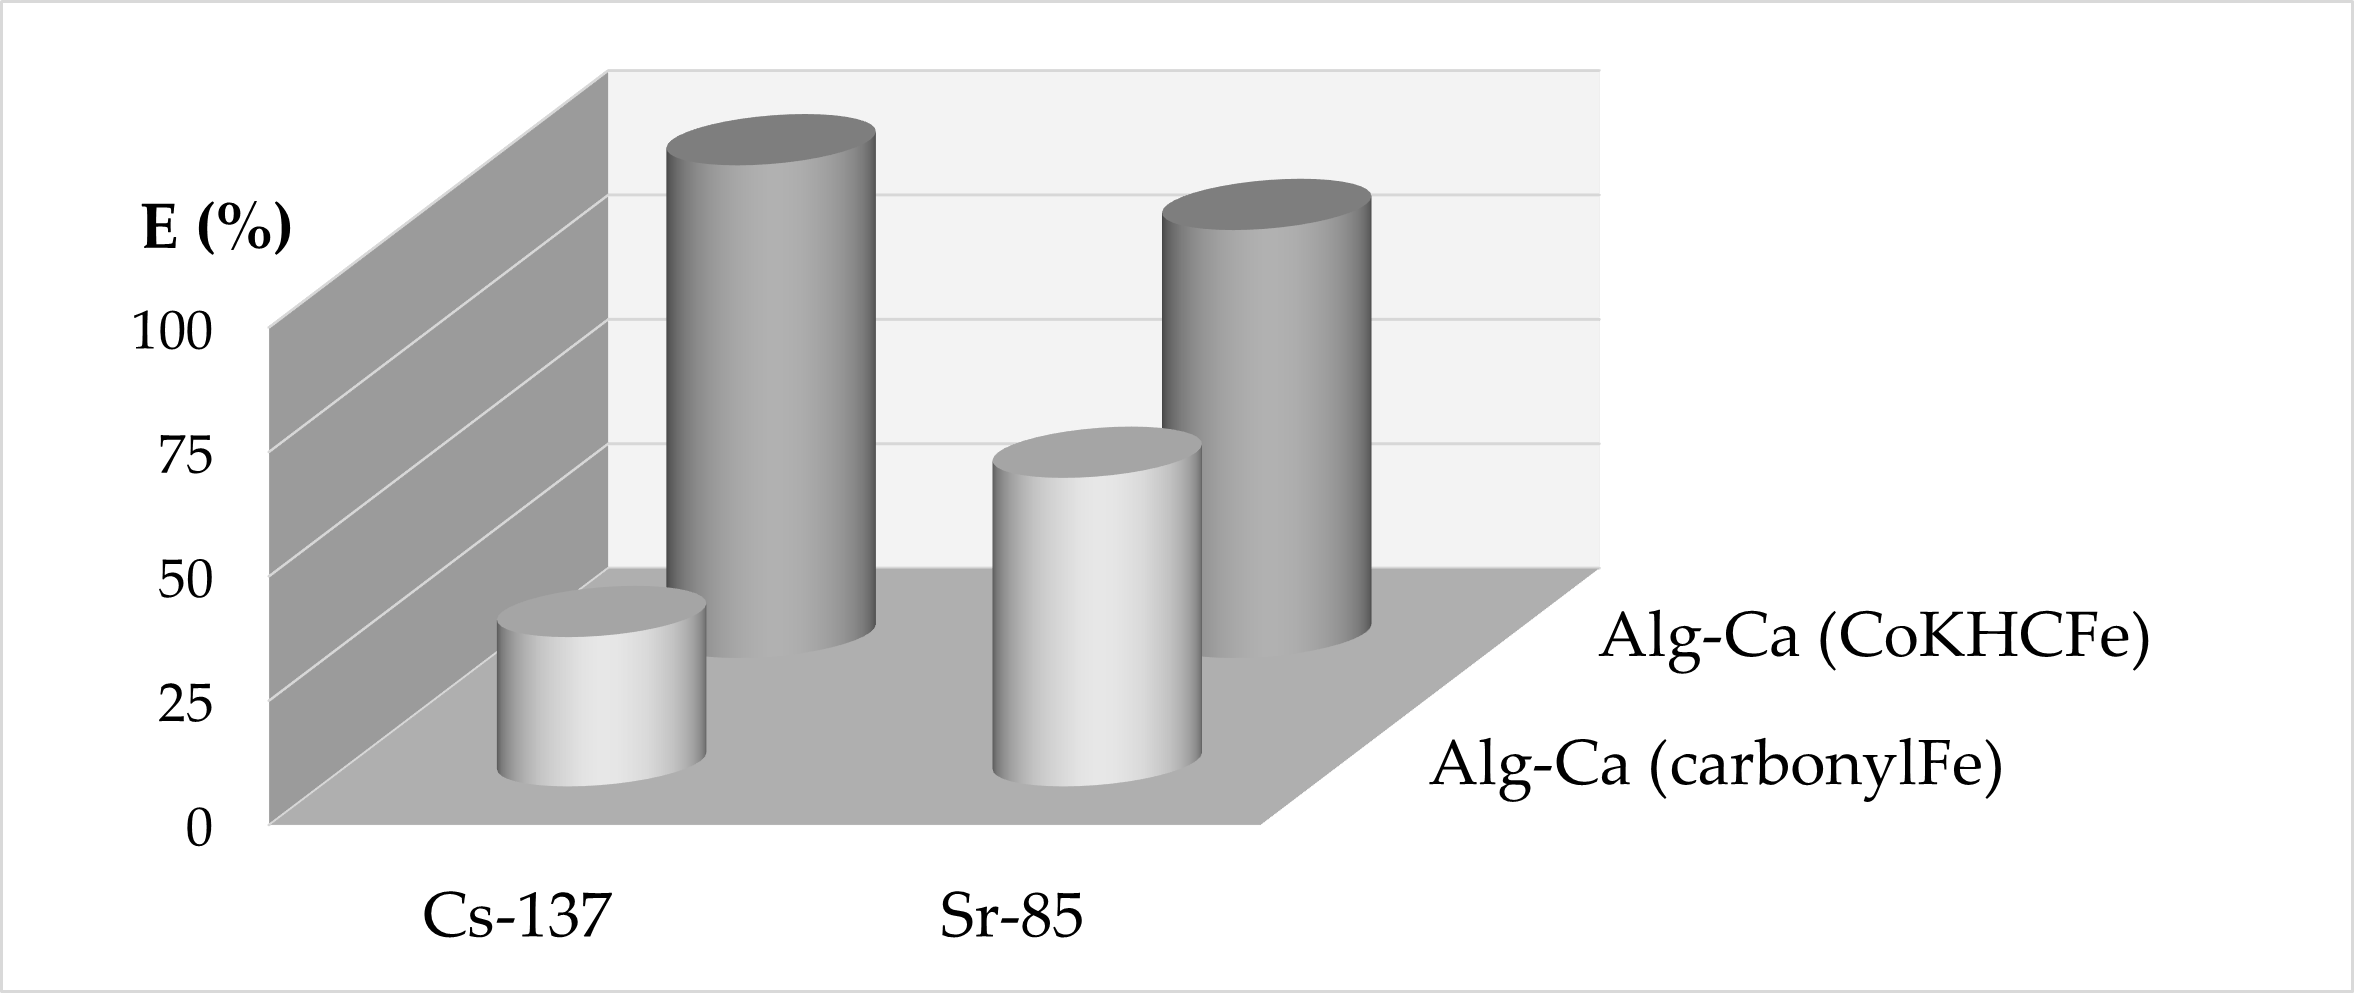 E (%)
100
75
50
25
0
Cs-137
Sr-85
Alg-Ca (CoKHCFe)
Alg-Ca (carbonylFe)